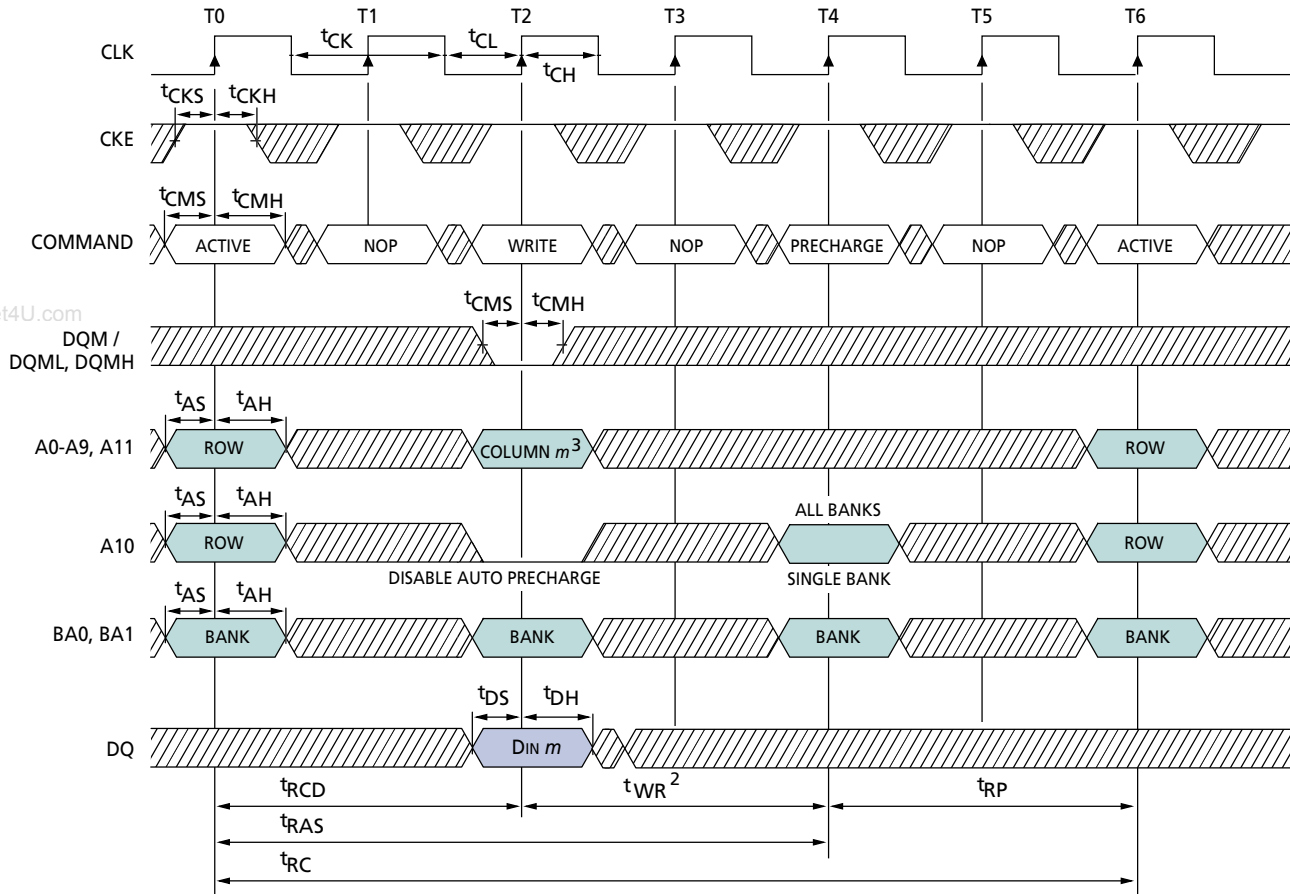 T0 T1 T2 T3 T4 T5 T6
CLK
tCK tCL
tCH
tCKS tCKH
CKE
tCMS tCMH
COMMAND ACTIVE NOP WRITE NOP PRECHARGE NOP ACTIVE
et4U.com
tCMS tCMH
DQM /
DQML, DQMH
tAS tAH
A0-A9, A11 ROW COLUMN m3 ROW
tAS tAH ALL BANKS
A10 ROW ROW
DISABLE AUTO PRECHARGE SINGLE BANK
tAS tAH
BA0, BA1 BANK BANK BANK BANK
tDS tDH
DQ DIN m
tRCD tWR2 tRP
tRAS
tRC